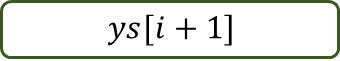 ys[i + 1]